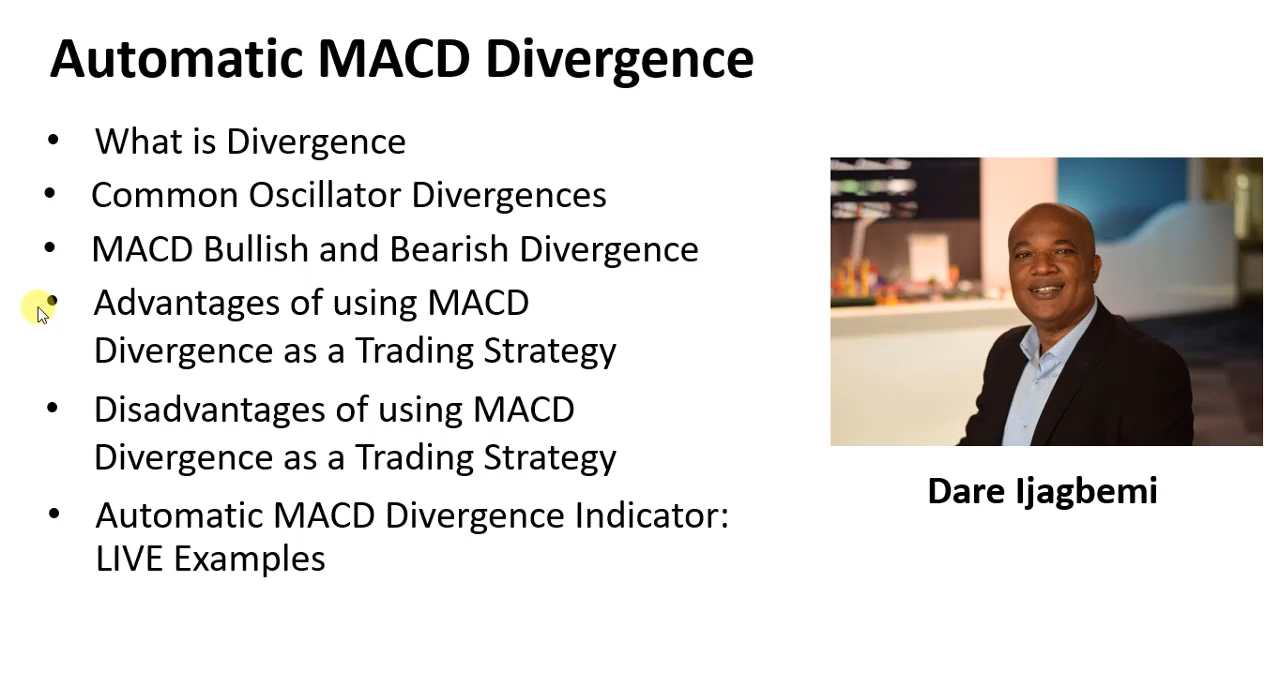 Automatic MACD Divergence
• What is Divergence
• Common Oscillator Divergences
• MACD Bullish and Bearish Divergence
• Advantages of using MACD
Divergence as a Trading Strategy
• Disadvantages of using MACD
Divergence as a Trading Strategy
• Automatic MACD Divergence Indicator:
LIVE Examples
Dare Ijagbemi